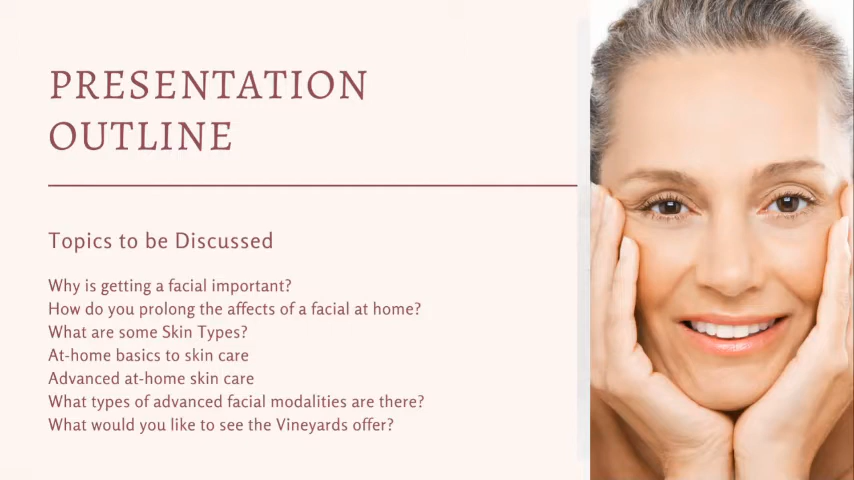 PRESENTATION
OUTLINE
Topics to be Discussed
Why is getting a facial important?
How do you prolong the affects of a facial at home?
What are some Skin Types?
At-home basics to skin care
Advanced at-home skin care
What types of advanced facial modalities are there?
What would you like to see the Vineyards offer?